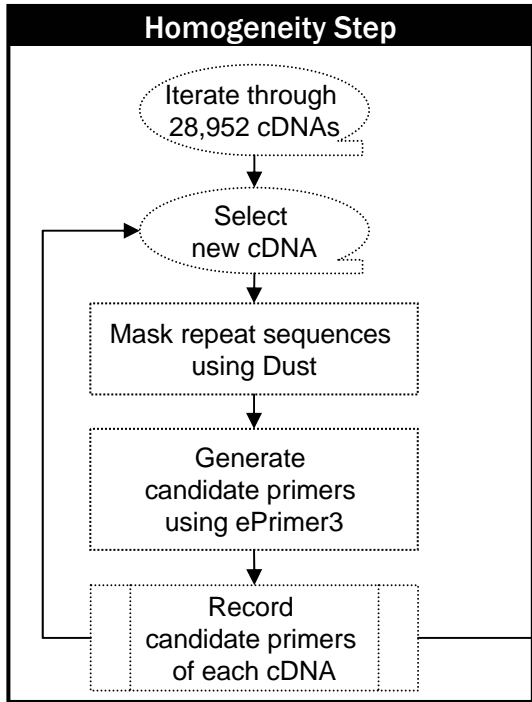 Homogeneity Step
Iterate through
28,952 cDNAs
Select
new cDNA
Mask repeat sequences
using Dust
Generate
candidate primers
using ePrimer3
Record
candidate primers
of each cDNA